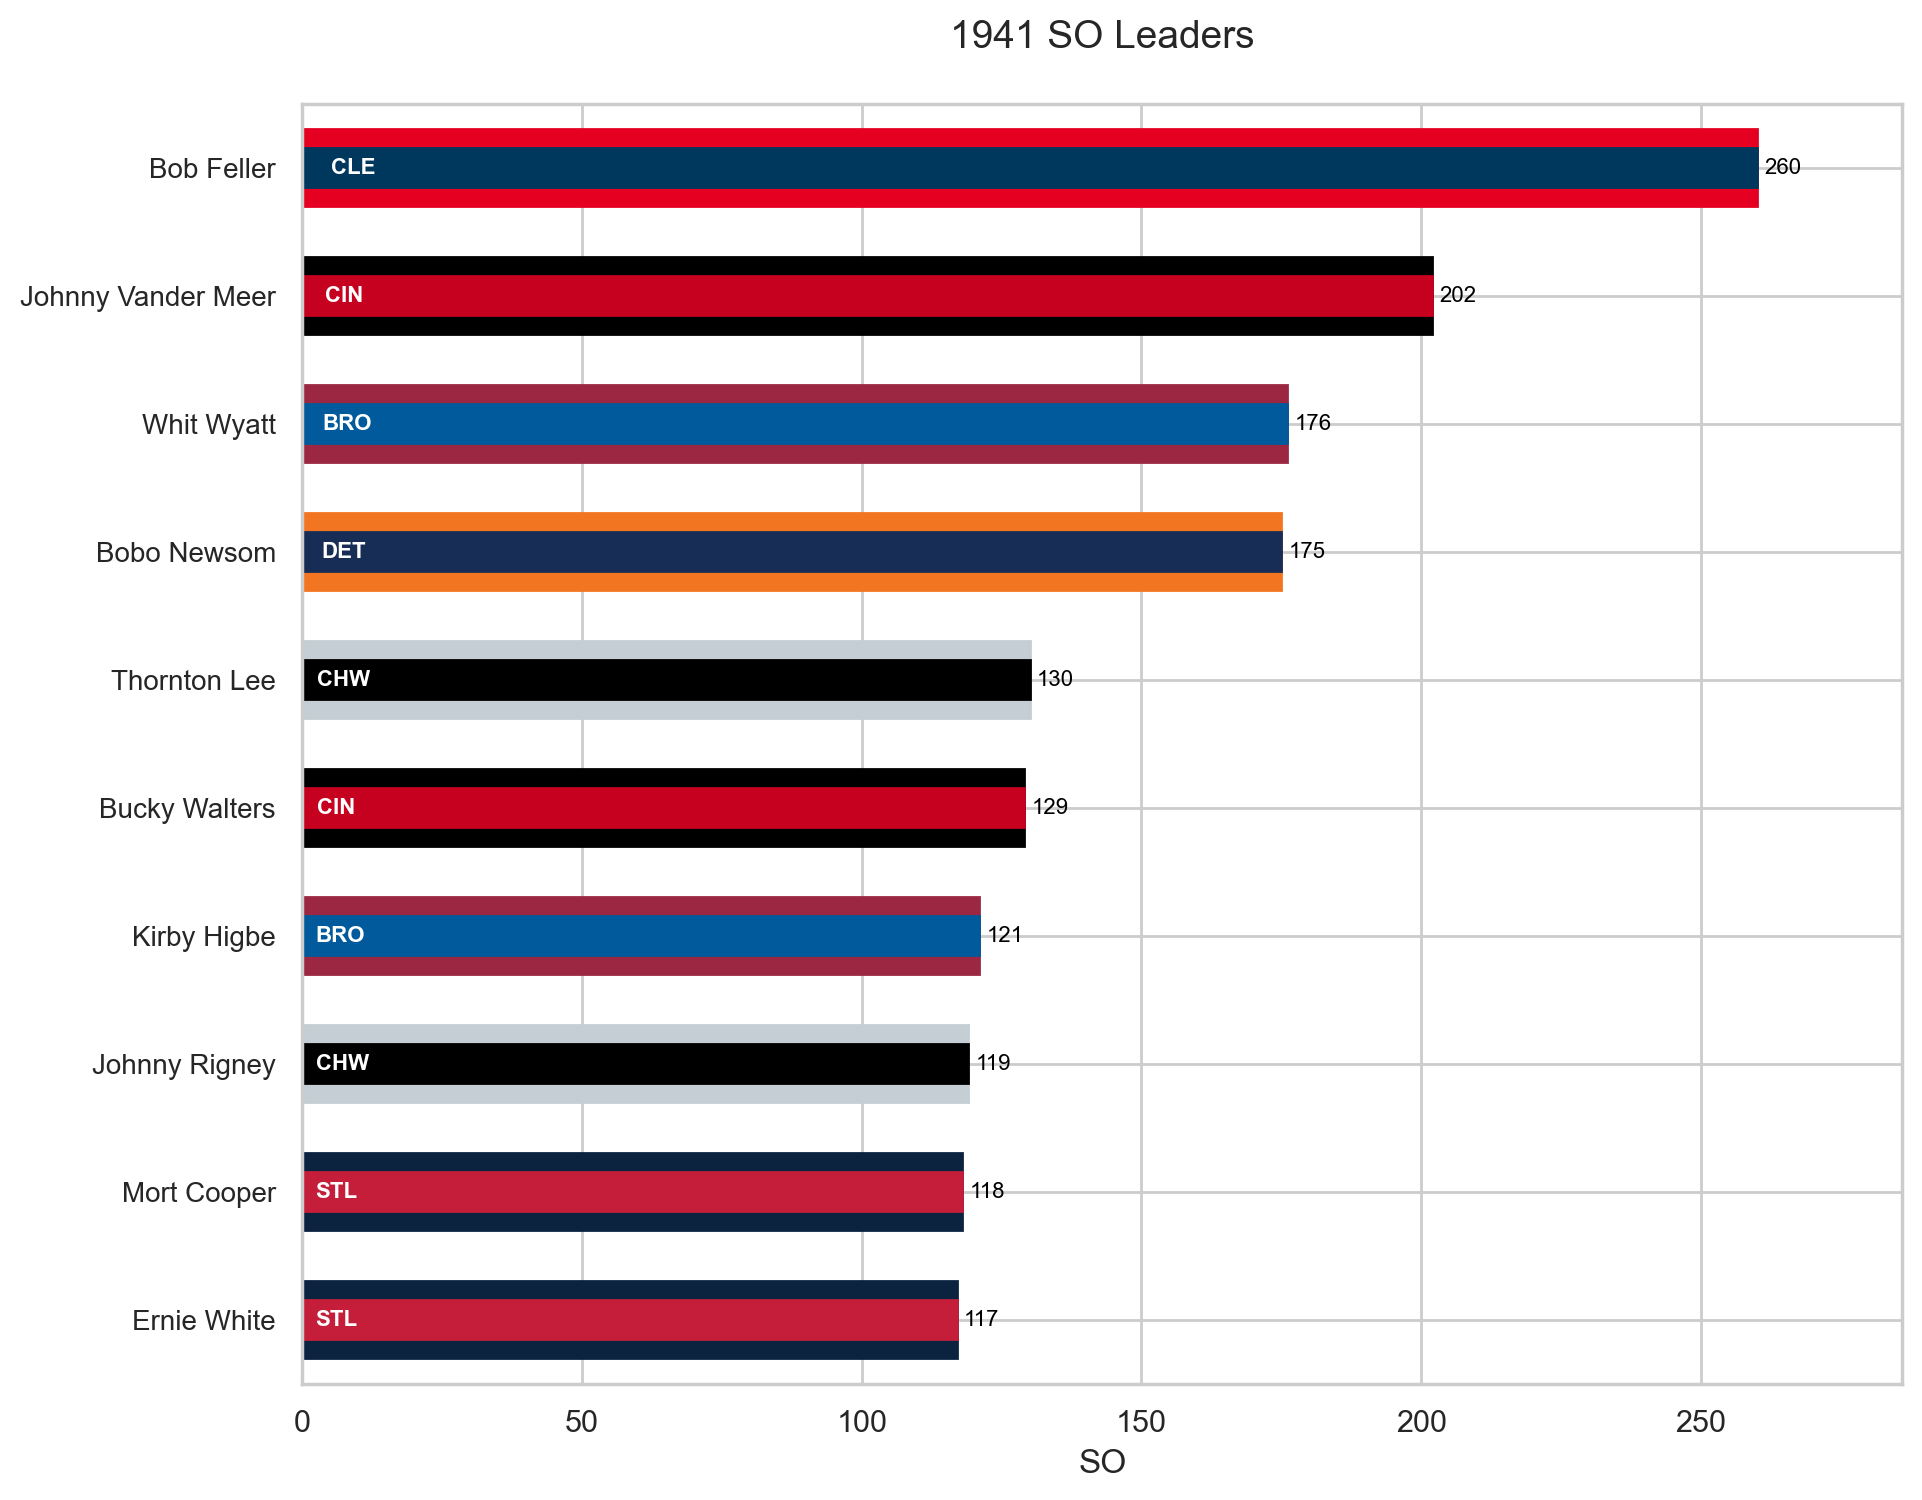 1941 SO Leaders
Bob Feller CLE 260
Johnny Vander Meer CIN 202
Whit Wyatt BRO 176
Bobo Newsom DET 175
Thornton Lee CHW 130
Bucky Walters CIN 129
Kirby Higbe BRO 121
Johnny Rigney CHW 119
Mort Cooper STL 118
Ernie White STL 117
0 50 100 150 200 250
SO